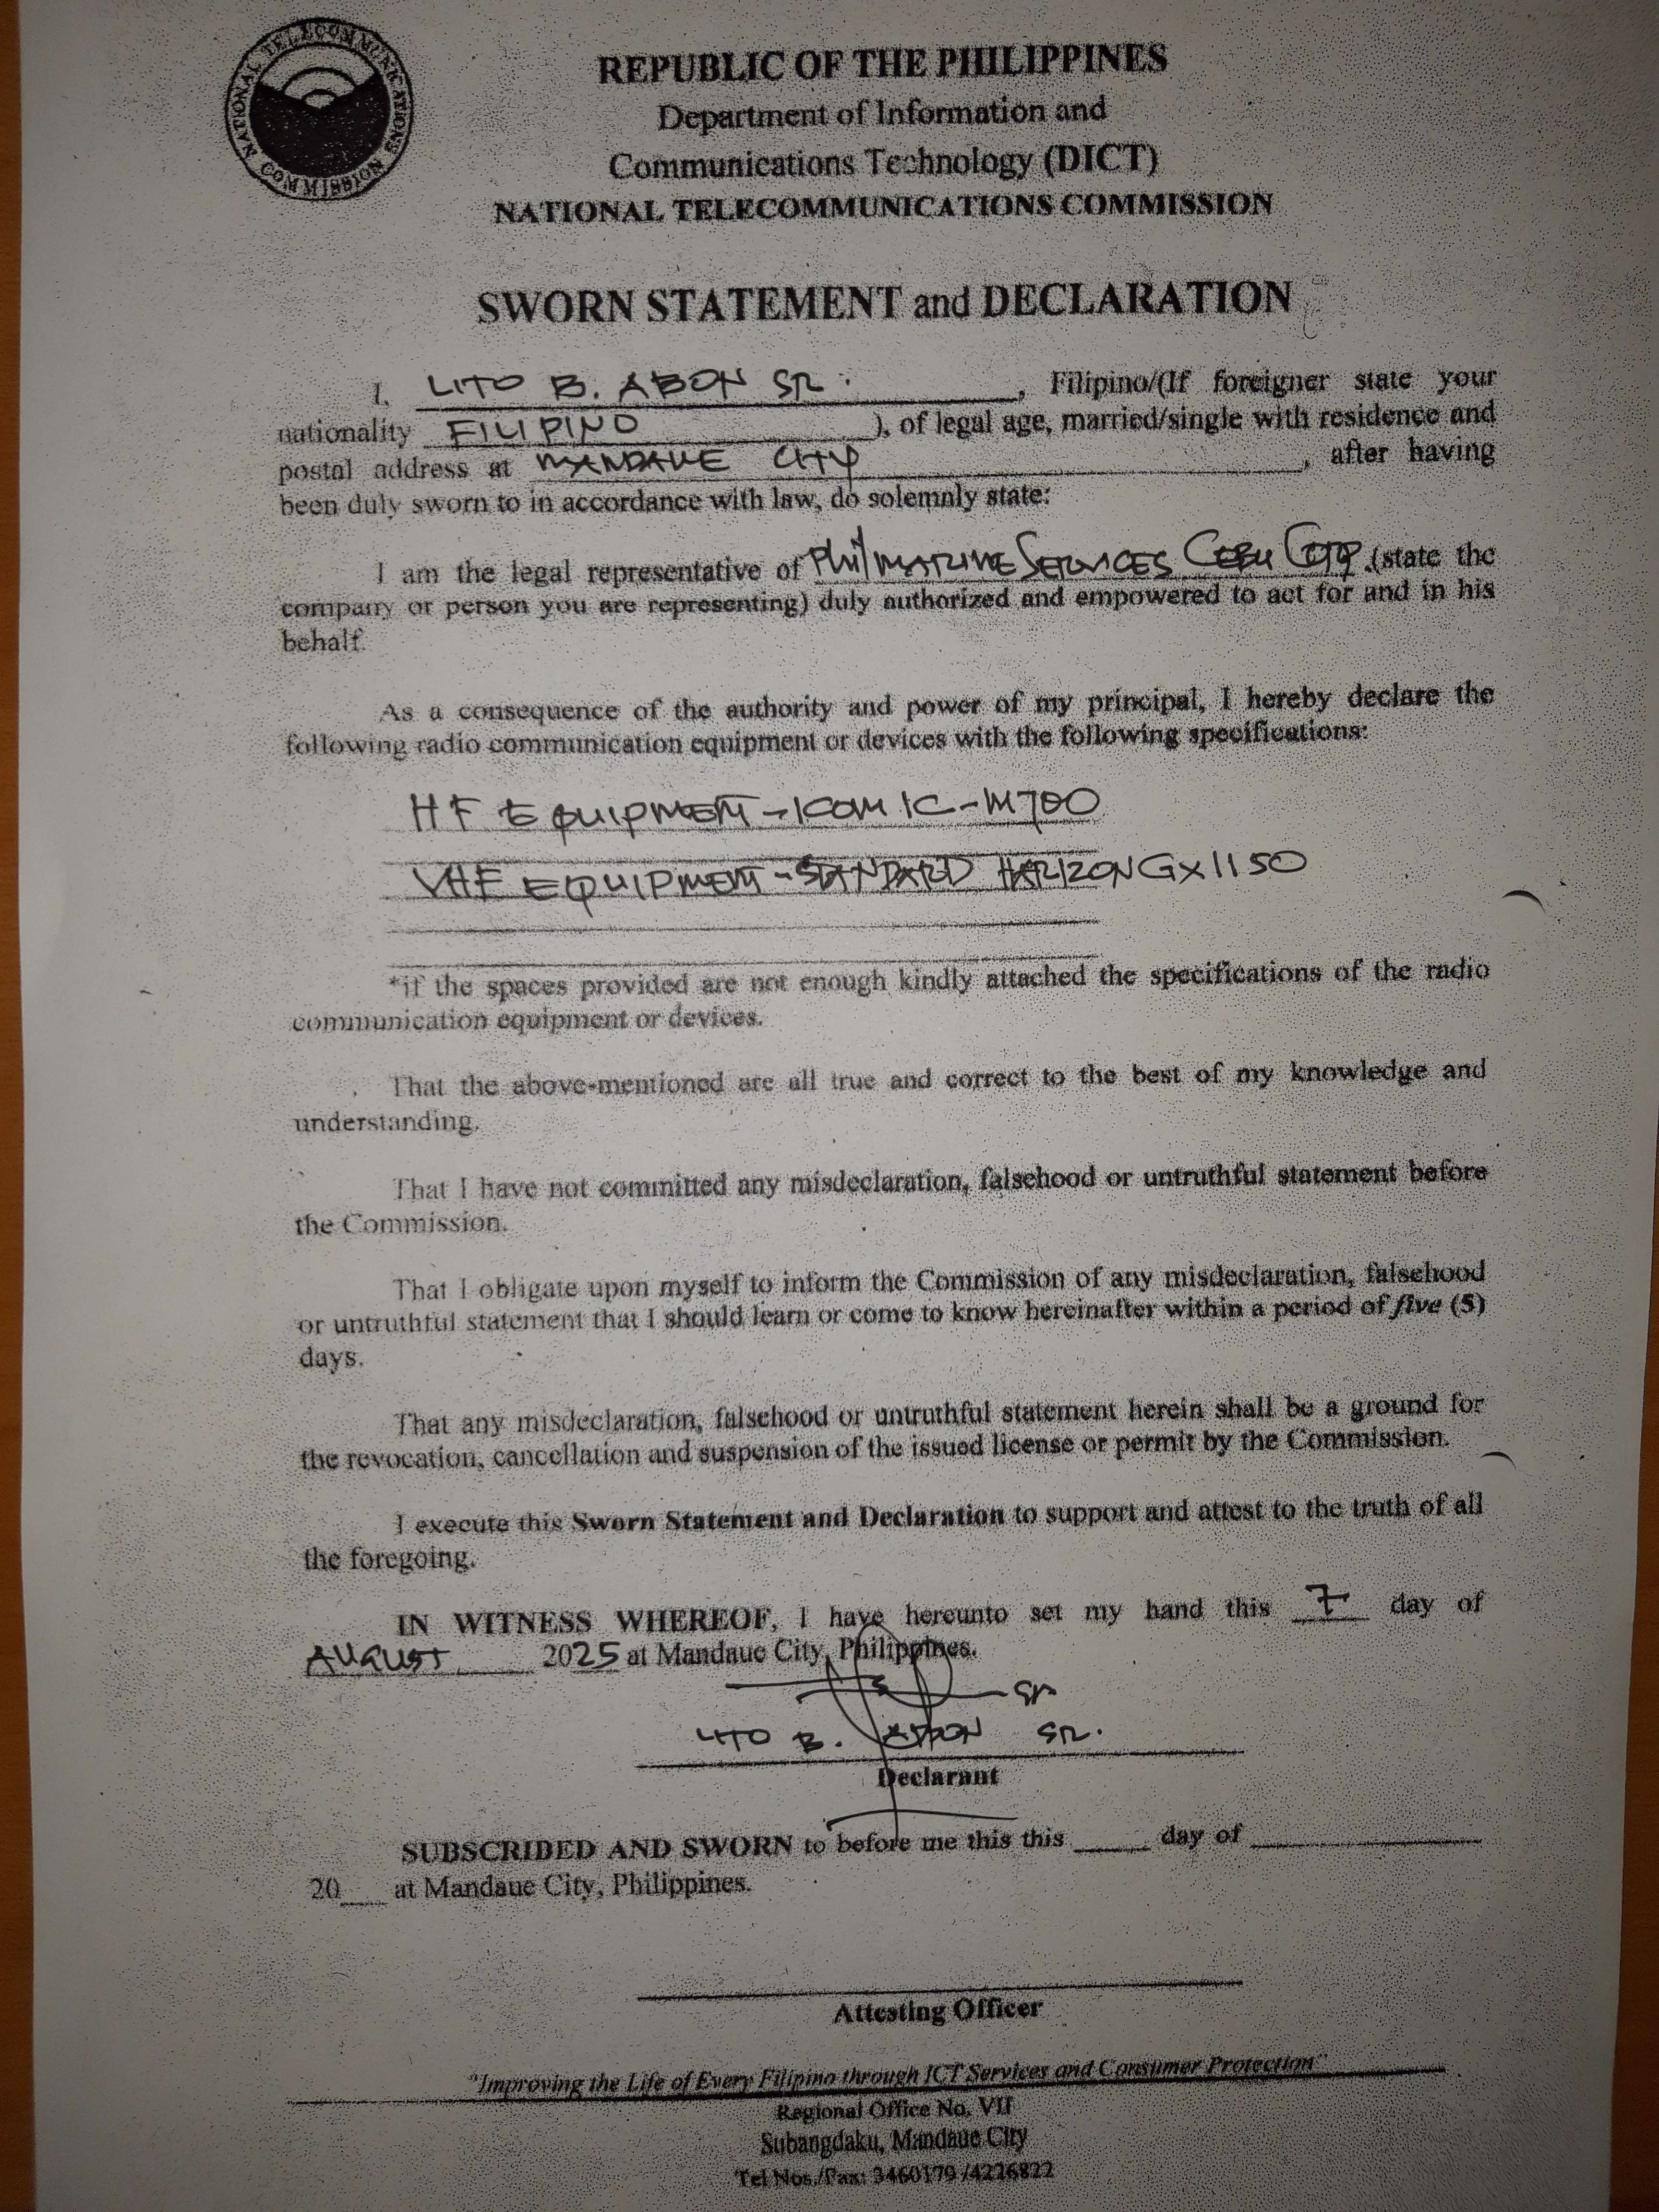 NATIONAL TELECOMMUNICATIONS COMMISSION
REPUBLIC OF THE PHILIPPINES
Department of Information and
Communications Technology (DICT)
NATIONAL TELECOMMUNICATIONS COMMISSION
SWORN STATEMENT and DECLARATION
I, LITO B. ABON SR. , Filipino/(If foreigner state your
nationality FILIPINO ), of legal age, married/single with residence and
postal address at MANDAUE CITY , after having
been duly sworn to in accordance with law, do solemnly state:
I am the legal representative of Phil MARINE SERVICES CEBU CORP. (state the
company or person you are representing) duly authorized and empowered to act for and in his
behalf.
As a consequence of the authority and power of my principal, I hereby declare the
following radio communication equipment or devices with the following specifications:
HF EQUIPMENT - ICOM IC-M700
VHF EQUIPMENT - STANDARD HARIZON GX1150
*if the spaces provided are not enough kindly attached the specifications of the radio
communication equipment or devices.
That the above-mentioned are all true and correct to the best of my knowledge and
understanding.
That I have not committed any misdeclaration, falsehood or untruthful statement before
the Commission.
That I obligate upon myself to inform the Commission of any misdeclaration, falsehood
or untruthful statement that I should learn or come to know hereinafter within a period of five (5)
days.
That any misdeclaration, falsehood or untruthful statement herein shall be a ground for
the revocation, cancellation and suspension of the issued license or permit by the Commission.
I execute this Sworn Statement and Declaration to support and attest to the truth of all
the foregoing.
IN WITNESS WHEREOF, I have hereunto set my hand this 7 day of
AUGUST 2025 at Mandaue City, Philippines.
SR
LITO B. ABON SR.
Declarant
SUBSCRIBED AND SWORN to before me this this ____ day of ____
20__ at Mandaue City, Philippines.
Attesting Officer
"Improving the Life of Every Filipino through ICT Services and Consumer Protection"
Regional Office No. VII
Subangdaku, Mandaue City
Tel Nos./Fax: 3460179 /4226822